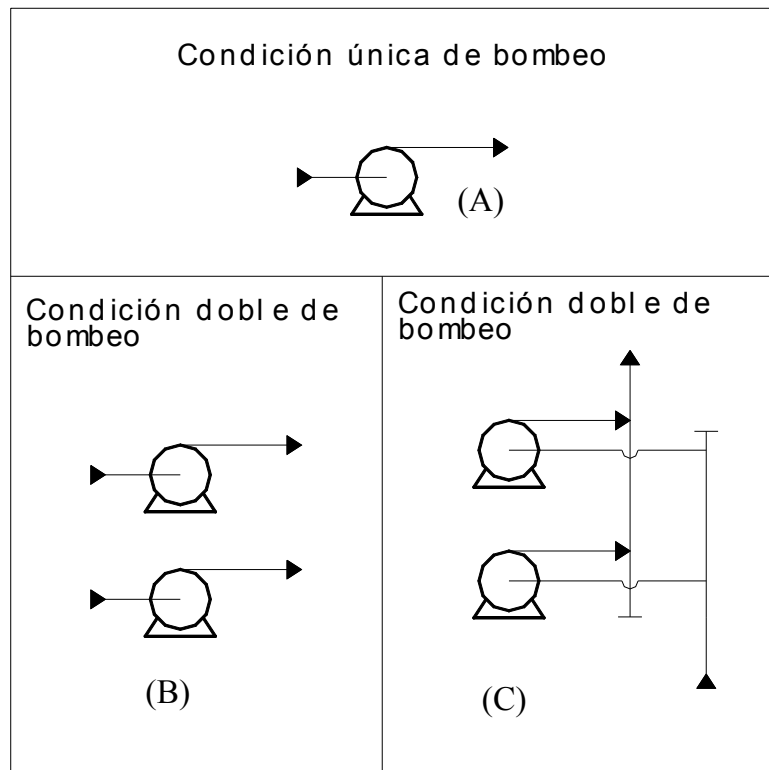 Condición única de bombeo
(A)
Condición doble de
bombeo
(B)
Condición doble de
bombeo
(C)